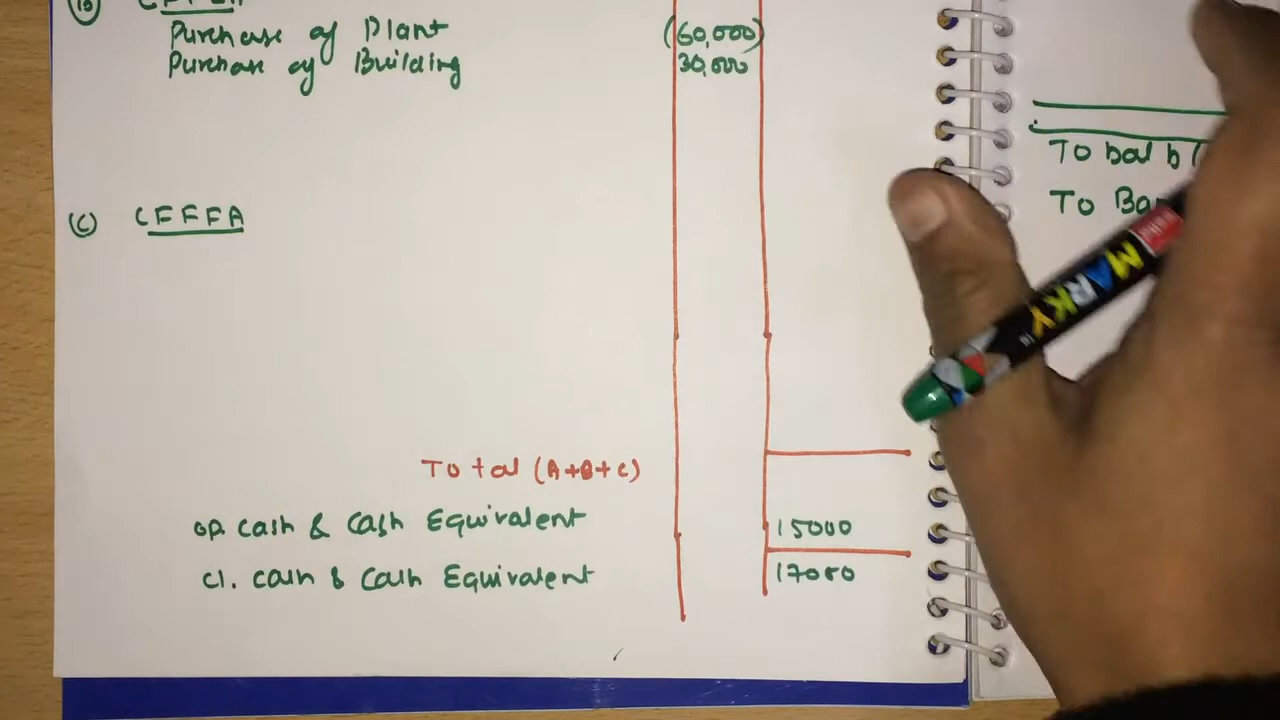 (B)
Purchase of Plant (60,000)
Purchase of Building 30,000
(C) CFFFA
Total (A+B+C)
op. cash & cash Equivalent 15000
cl. cash & cash Equivalent 17000
To bal b
To Ban
MARKY